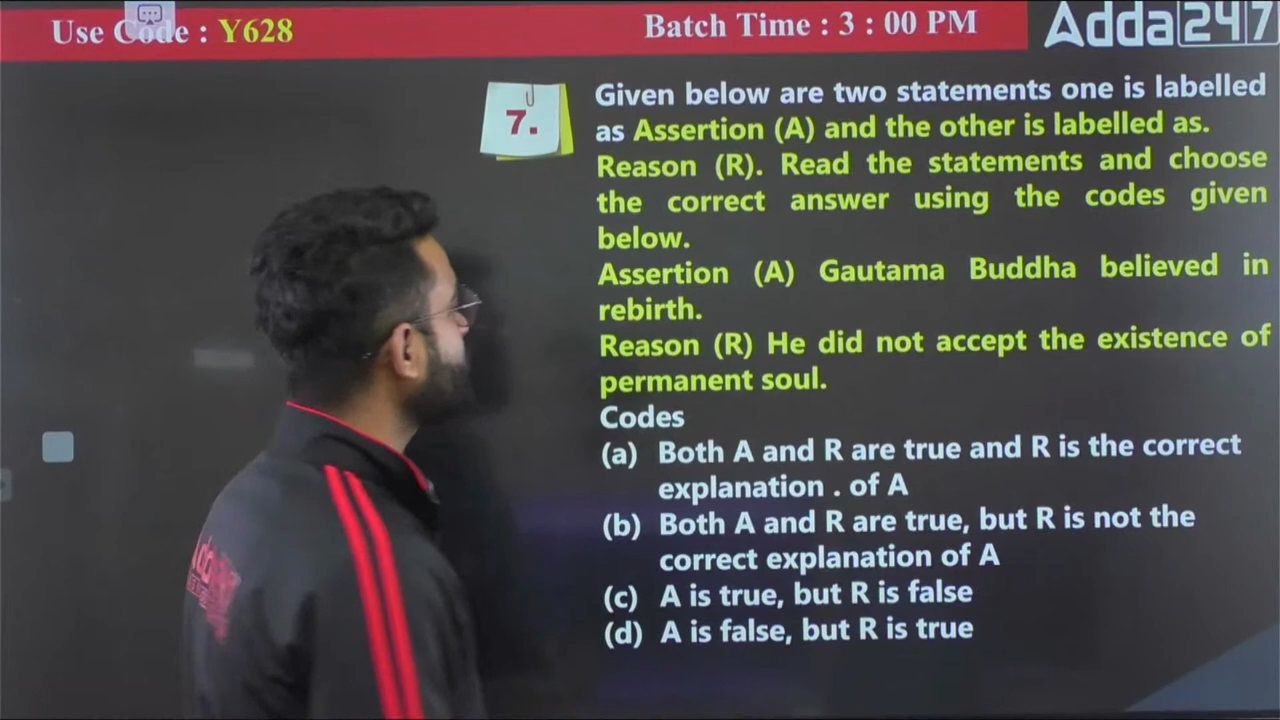 Use Code : Y628
Batch Time : 3 : 00 PM
Adda247
7.
Given below are two statements one is labelled
as Assertion (A) and the other is labelled as.
Reason (R). Read the statements and choose
the correct answer using the codes given
below.
Assertion (A) Gautama Buddha believed in
rebirth.
Reason (R) He did not accept the existence of
permanent soul.
Codes
(a) Both A and R are true and R is the correct
explanation . of A
(b) Both A and R are true, but R is not the
correct explanation of A
(c) A is true, but R is false
(d) A is false, but R is true